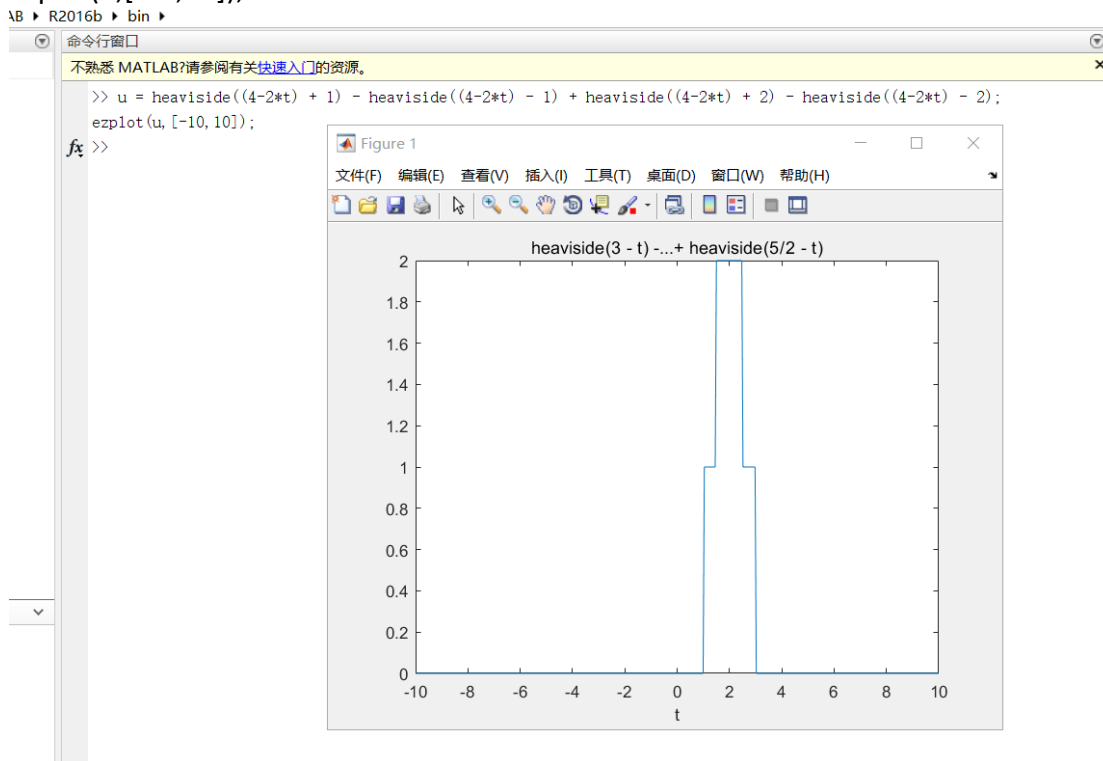 AB ▸ R2016b ▸ bin ▸
命令行窗口
不熟悉 MATLAB?请参阅有关快速入门的资源。
>> u = heaviside((4-2*t) + 1) - heaviside((4-2*t) - 1) + heaviside((4-2*t) + 2) - heaviside((4-2*t) - 2);
ezplot(u,[-10,10]);
fx >>
Figure 1
文件(F) 编辑(E) 查看(V) 插入(I) 工具(T) 桌面(D) 窗口(W) 帮助(H)
heaviside(3 - t) -...+ heaviside(5/2 - t)
2
1.8
1.6
1.4
1.2
1
0.8
0.6
0.4
0.2
0
-10 -8 -6 -4 -2 0 2 4 6 8 10
t